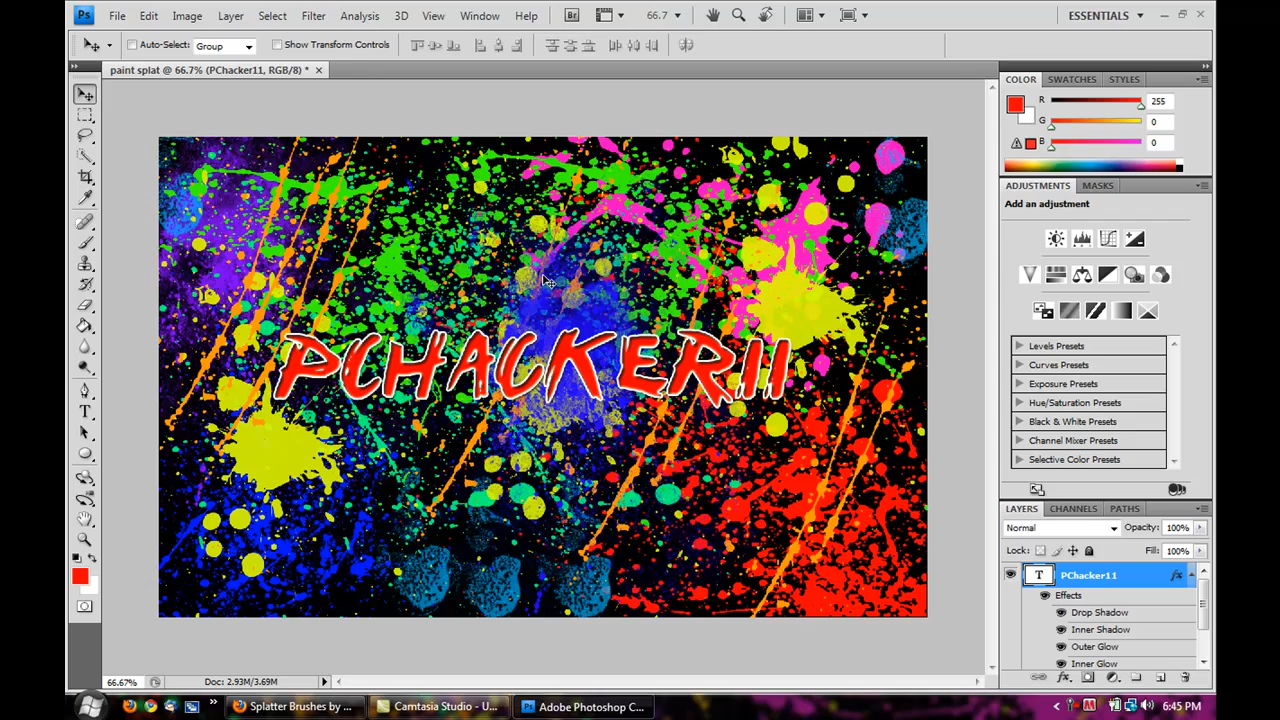 Ps File Edit Image Layer Select Filter Analysis 3D View Window Help Br 66.7 ESSENTIALS
Auto-Select: Group Show Transform Controls
paint splat @ 66.7% (PChacker11, RGB/8) *
COLOR SWATCHES STYLES
R 255
G 0
B 0
ADJUSTMENTS MASKS
Add an adjustment
PCHACKER11
Levels Presets
Curves Presets
Exposure Presets
Hue/Saturation Presets
Black & White Presets
Channel Mixer Presets
Selective Color Presets
LAYERS CHANNELS PATHS
Normal Opacity: 100%
Lock: Fill: 100%
T PChacker11 fx
Effects
Drop Shadow
Inner Shadow
Outer Glow
Inner Glow
66.67% Doc: 2.93M/3.69M
Splatter Brushes by ... Camtasia Studio - U... Adobe Photoshop C... 6:45 PM